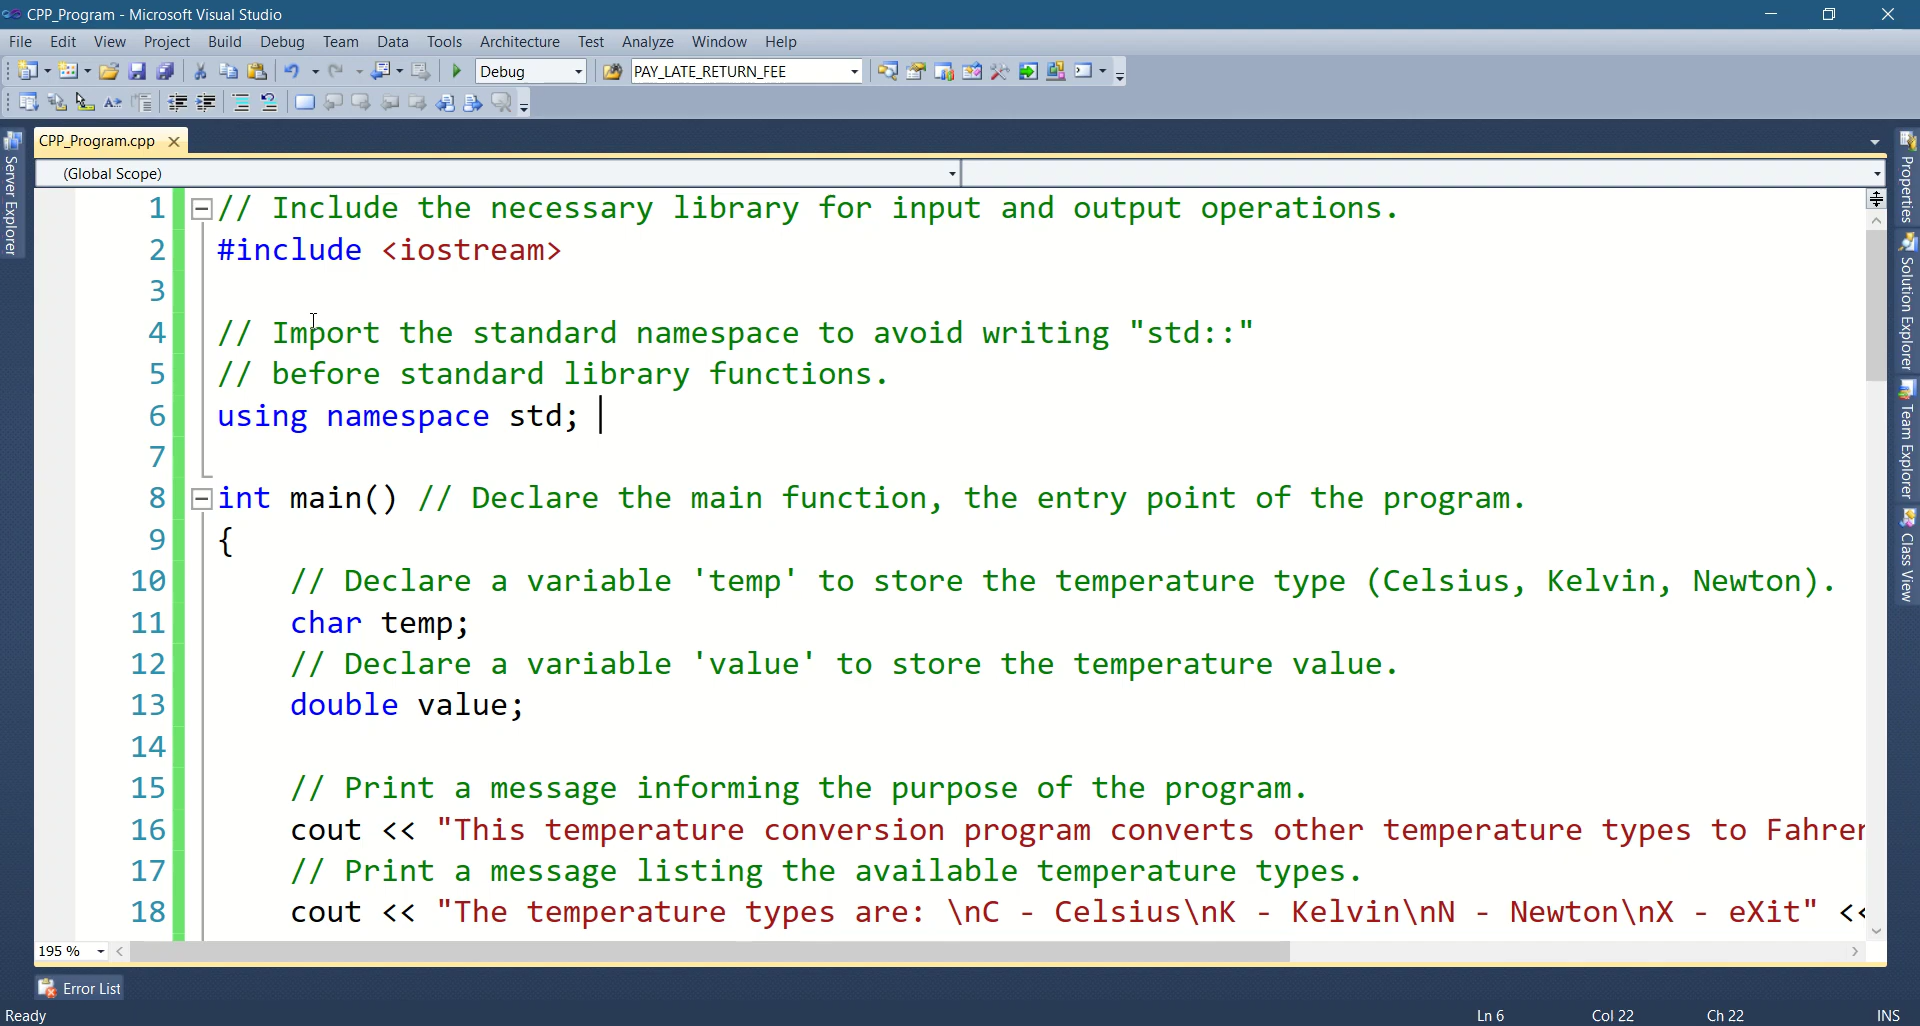 CPP_Program - Microsoft Visual Studio
File Edit View Project Build Debug Team Data Tools Architecture Test Analyze Window Help
Debug PAY_LATE_RETURN_FEE
CPP_Program.cpp
(Global Scope)
Server Explorer
Properties
Solution Explorer
Team Explorer
Class View
1 // Include the necessary library for input and output operations.
2 #include <iostream>
3
4 // Import the standard namespace to avoid writing "std::"
5 // before standard library functions.
6 using namespace std;
7
8 int main() // Declare the main function, the entry point of the program.
9 {
10 // Declare a variable 'temp' to store the temperature type (Celsius, Kelvin, Newton).
11 char temp;
12 // Declare a variable 'value' to store the temperature value.
13 double value;
14
15 // Print a message informing the purpose of the program.
16 cout << "This temperature conversion program converts other temperature types to Fahrer
17 // Print a message listing the available temperature types.
18 cout << "The temperature types are: \nC - Celsius\nK - Kelvin\nN - Newton\nX - eXit" <<
195 %
Error List
Ready Ln 6 Col 22 Ch 22 INS